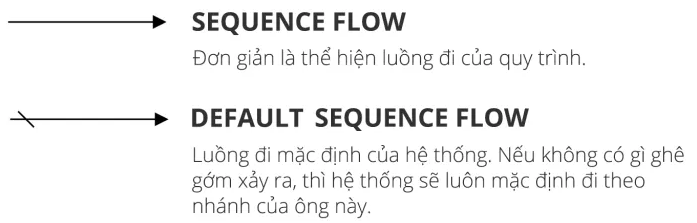 SEQUENCE FLOW
Đơn giản là thể hiện luồng đi của quy trình.
DEFAULT SEQUENCE FLOW
Luồng đi mặc định của hệ thống. Nếu không có gì ghê
gớm xảy ra, thì hệ thống sẽ luôn mặc định đi theo
nhánh của ông này.